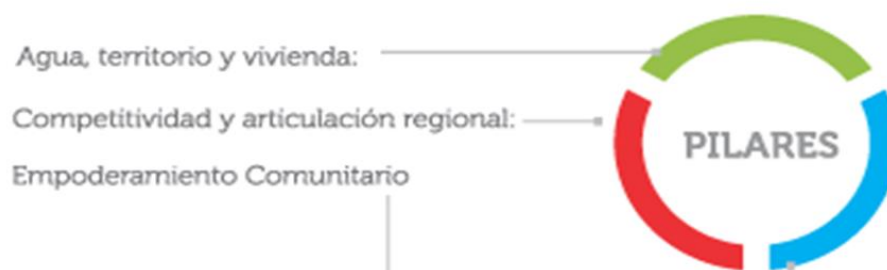 Agua, territorio y vivienda:
Competitividad y articulación regional:
Empoderamiento Comunitario
PILARES